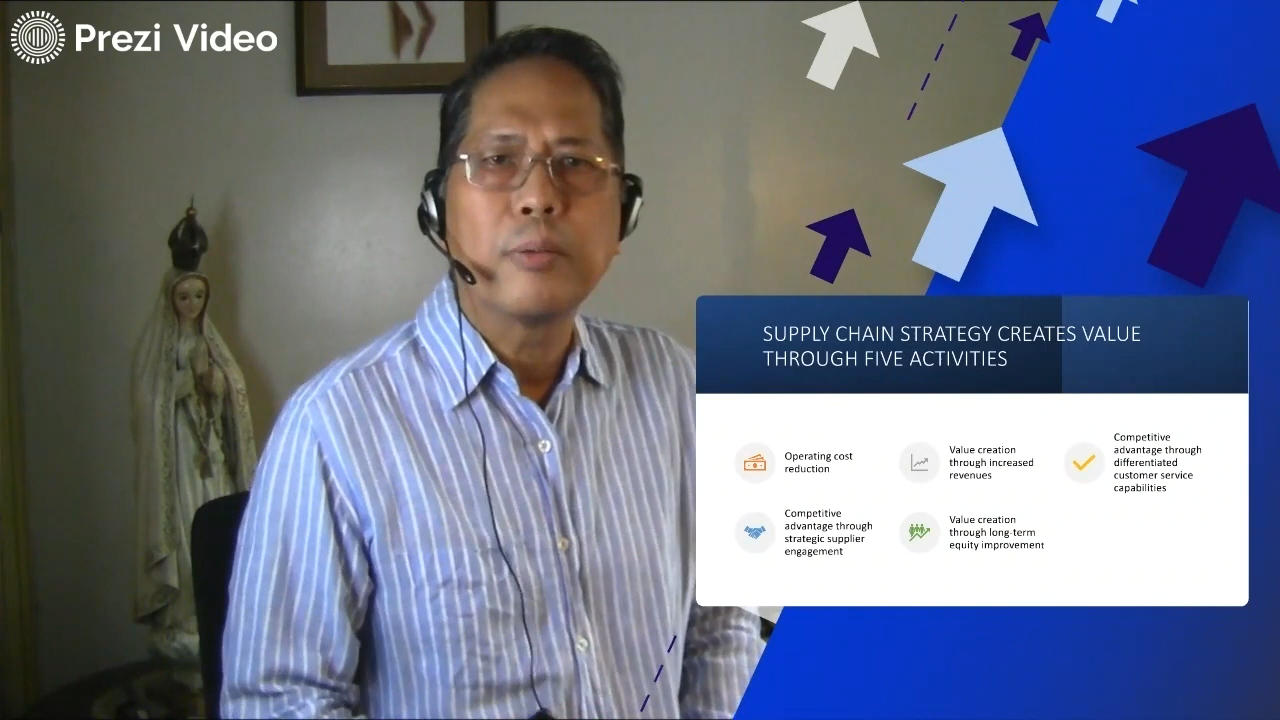 Prezi Video
SUPPLY CHAIN STRATEGY CREATES VALUE
THROUGH FIVE ACTIVITIES
Operating cost
reduction
Value creation
through increased
revenues
Competitive
advantage through
differentiated
customer service
capabilities
Competitive
advantage through
strategic supplier
engagement
Value creation
through long-term
equity improvement